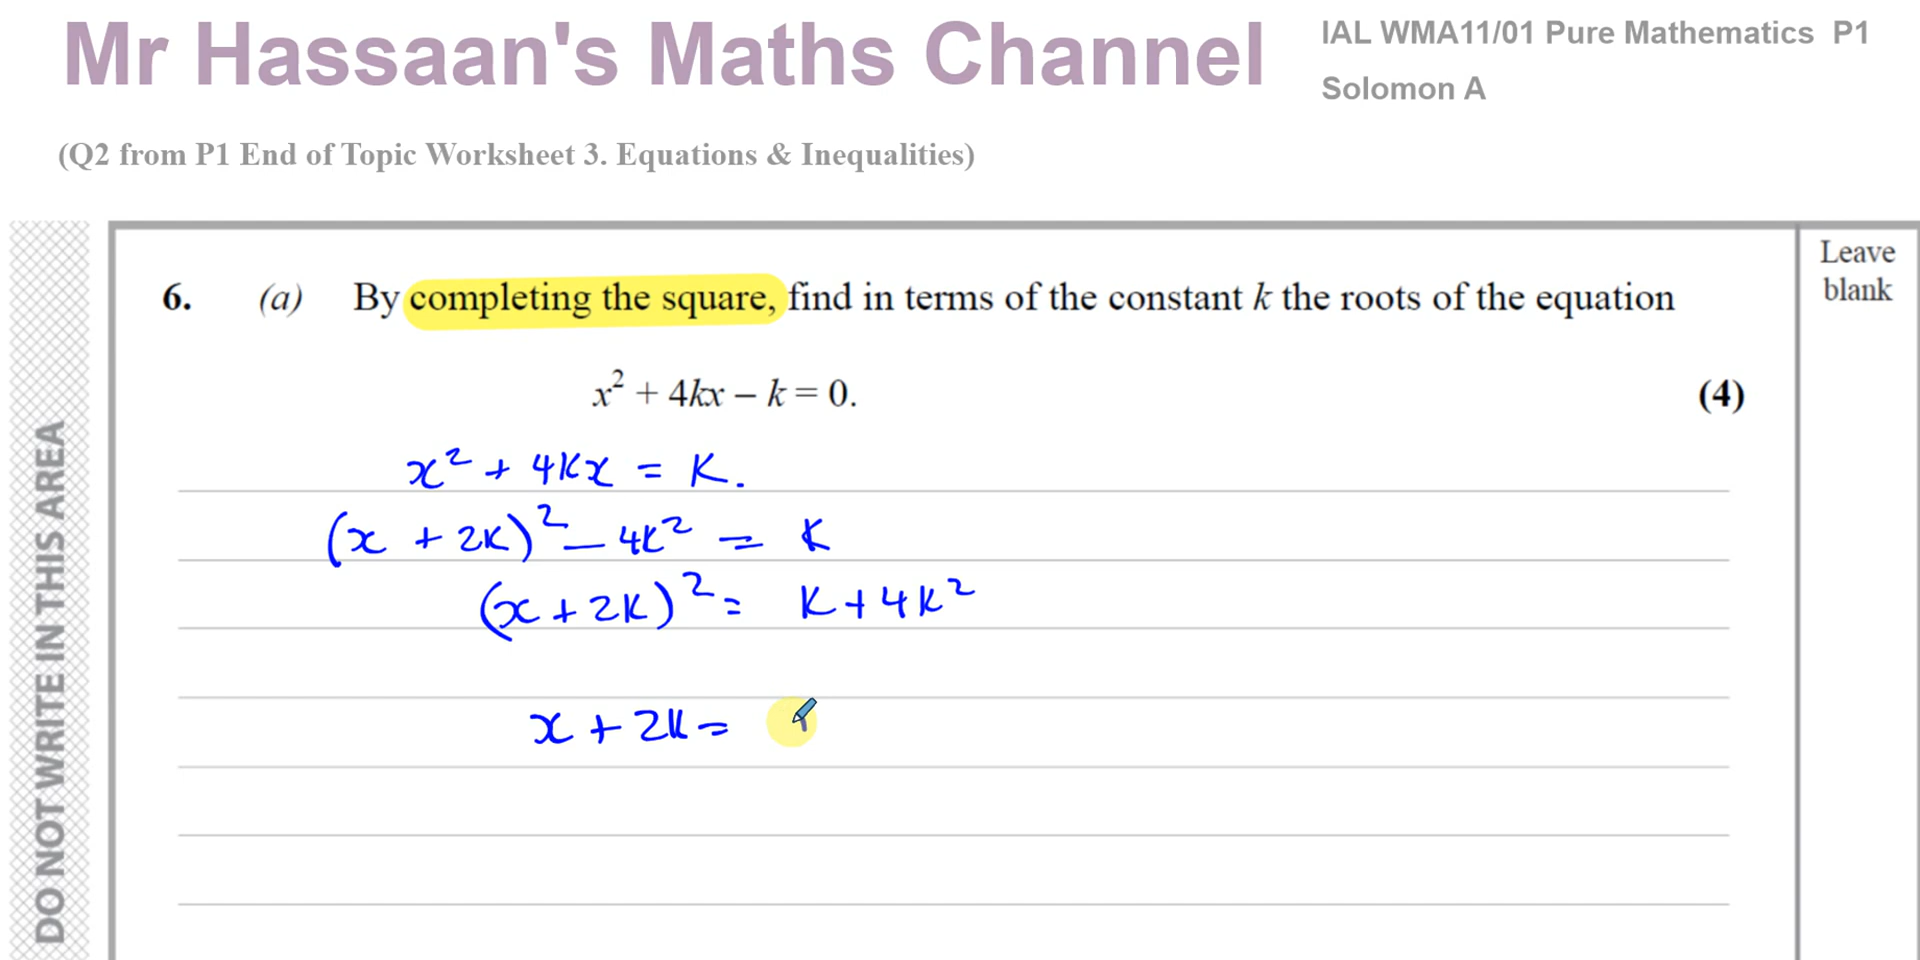 Mr Hassaan's Maths Channel
IAL WMA11/01 Pure Mathematics P1
Solomon A
(Q2 from P1 End of Topic Worksheet 3. Equations & Inequalities)
Leave
blank
6. (a) By completing the square, find in terms of the constant k the roots of the equation
x² + 4kx – k = 0.
(4)
x² + 4kx = k.
(x + 2k)² – 4k² = k
(x + 2k)² = k + 4k²
x + 2k =
DO NOT WRITE IN THIS AREA